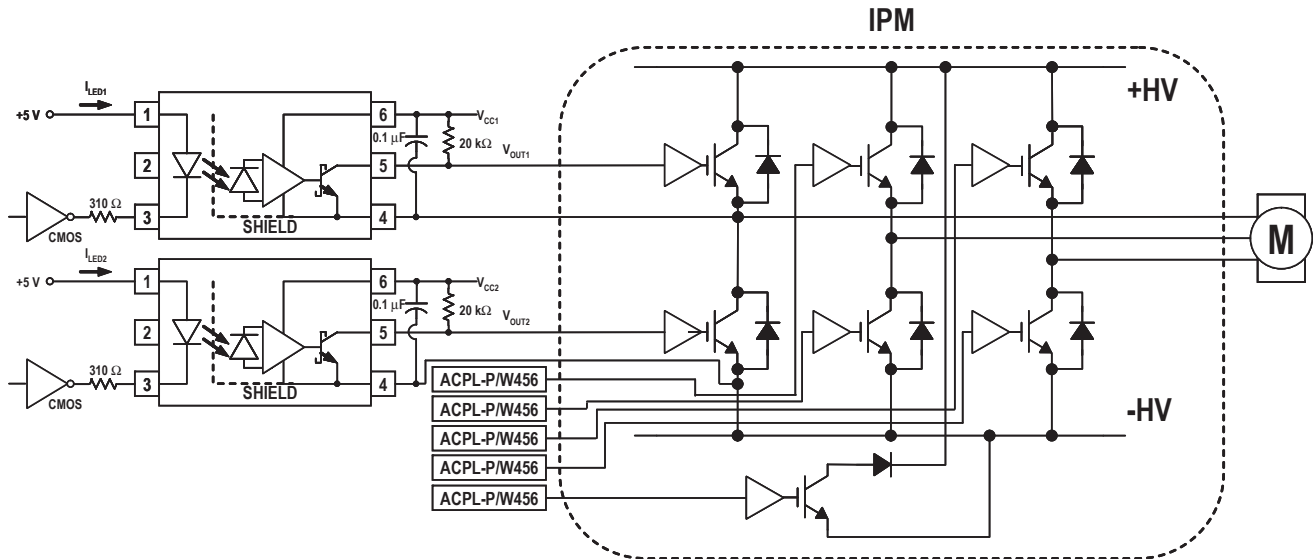 IPM
I_LED1
+5 V
1
2
3
310 Ω
CMOS
SHIELD
6
5
4
0.1 μF
V_CC1
20 kΩ
V_OUT1
+HV
M
I_LED2
+5 V
1
2
3
310 Ω
CMOS
SHIELD
6
5
4
0.1 μF
V_CC2
20 kΩ
V_OUT2
ACPL-P/W456
ACPL-P/W456
ACPL-P/W456
ACPL-P/W456
ACPL-P/W456
-HV